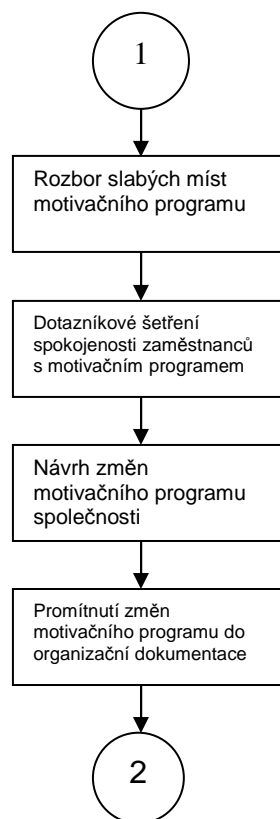 1
Rozbor slabých míst
motivačního programu
Dotazníkové šetření
spokojenosti zaměstnanců
s motivačním programem
Návrh změn
motivačního programu
společnosti
Promítnutí změn
motivačního programu do
organizační dokumentace
2